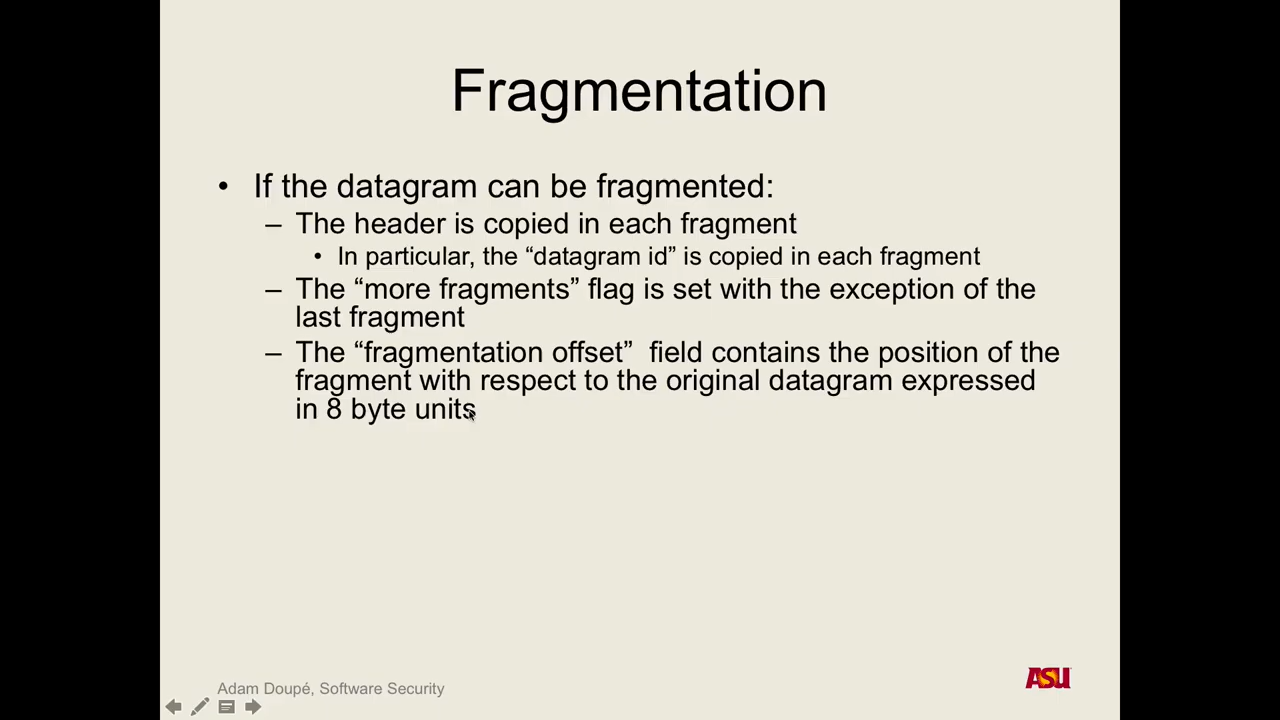 Fragmentation
• If the datagram can be fragmented:
– The header is copied in each fragment
• In particular, the “datagram id” is copied in each fragment
– The “more fragments” flag is set with the exception of the
last fragment
– The “fragmentation offset”  field contains the position of the
fragment with respect to the original datagram expressed
in 8 byte units
Adam Doupé, Software Security
ASU